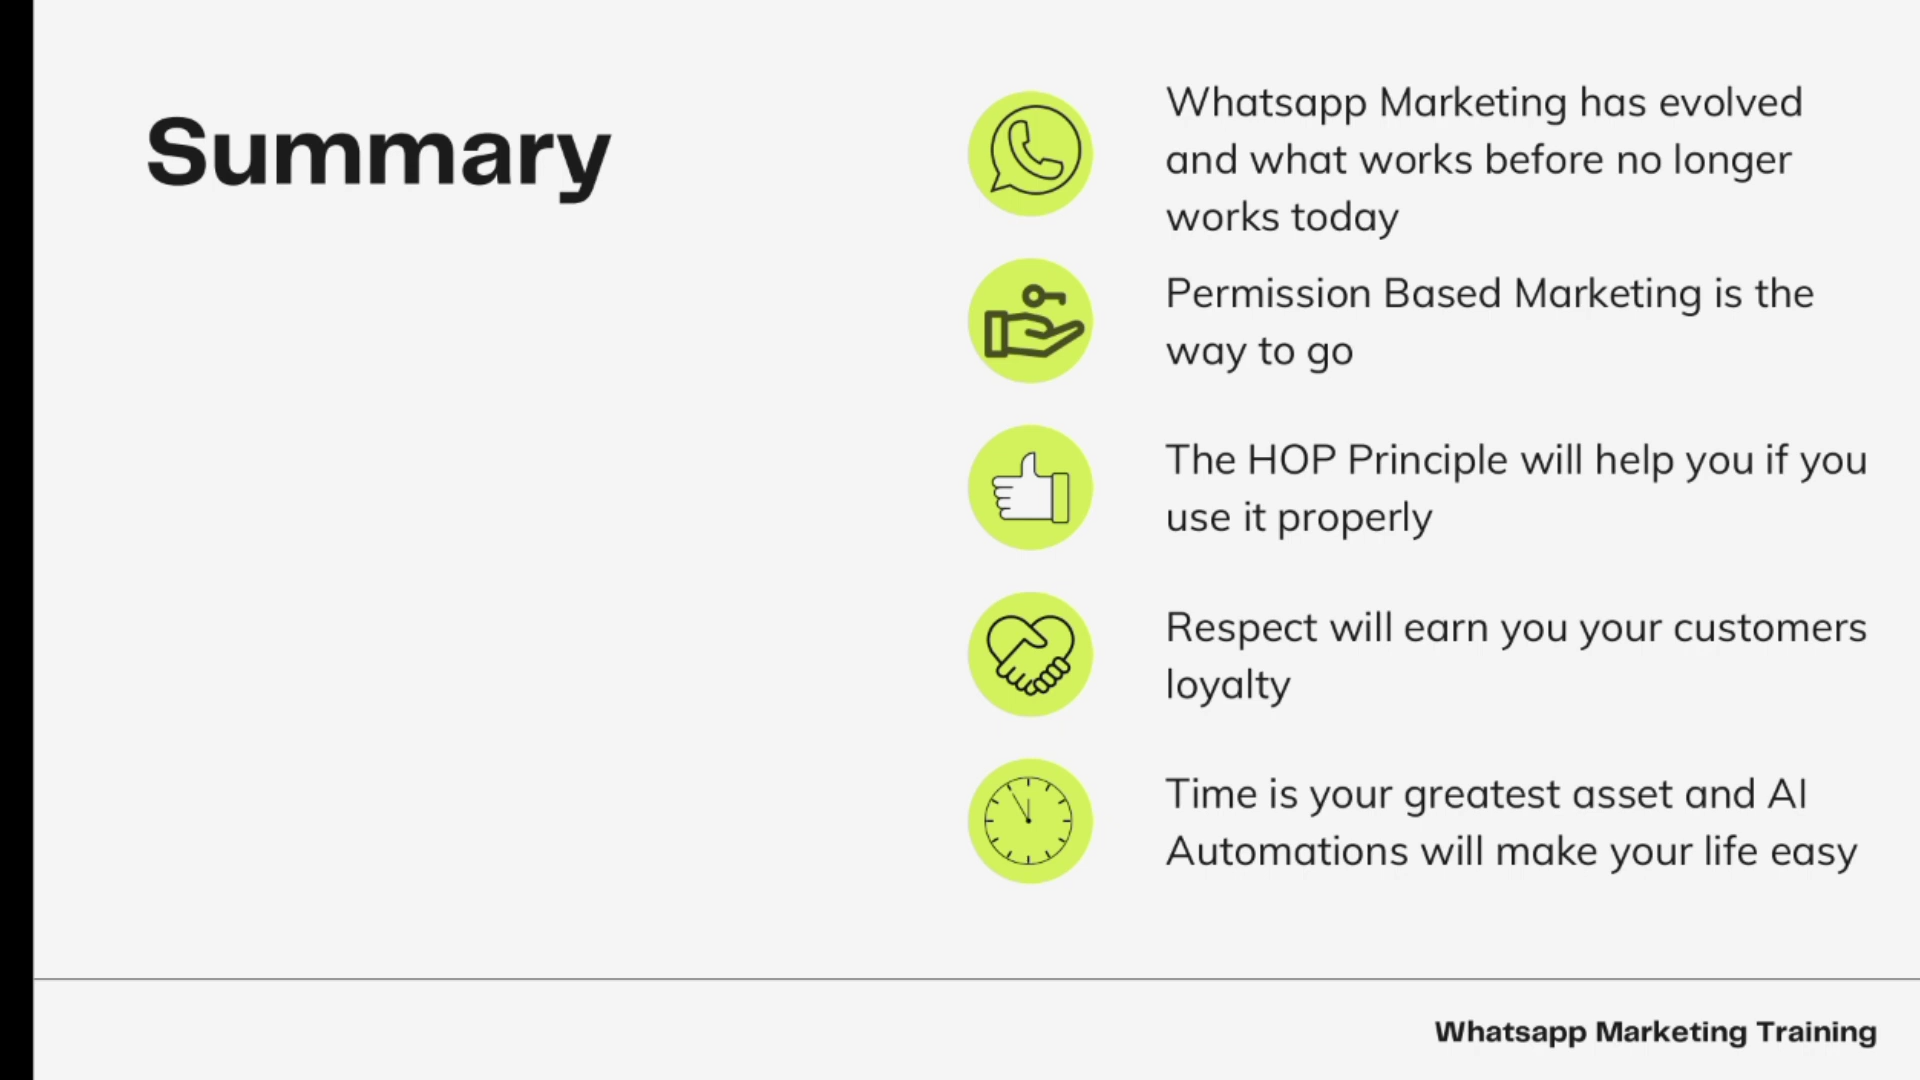 Summary
Whatsapp Marketing has evolved
and what works before no longer
works today
Permission Based Marketing is the
way to go
The HOP Principle will help you if you
use it properly
Respect will earn you your customers
loyalty
Time is your greatest asset and AI
Automations will make your life easy
Whatsapp Marketing Training